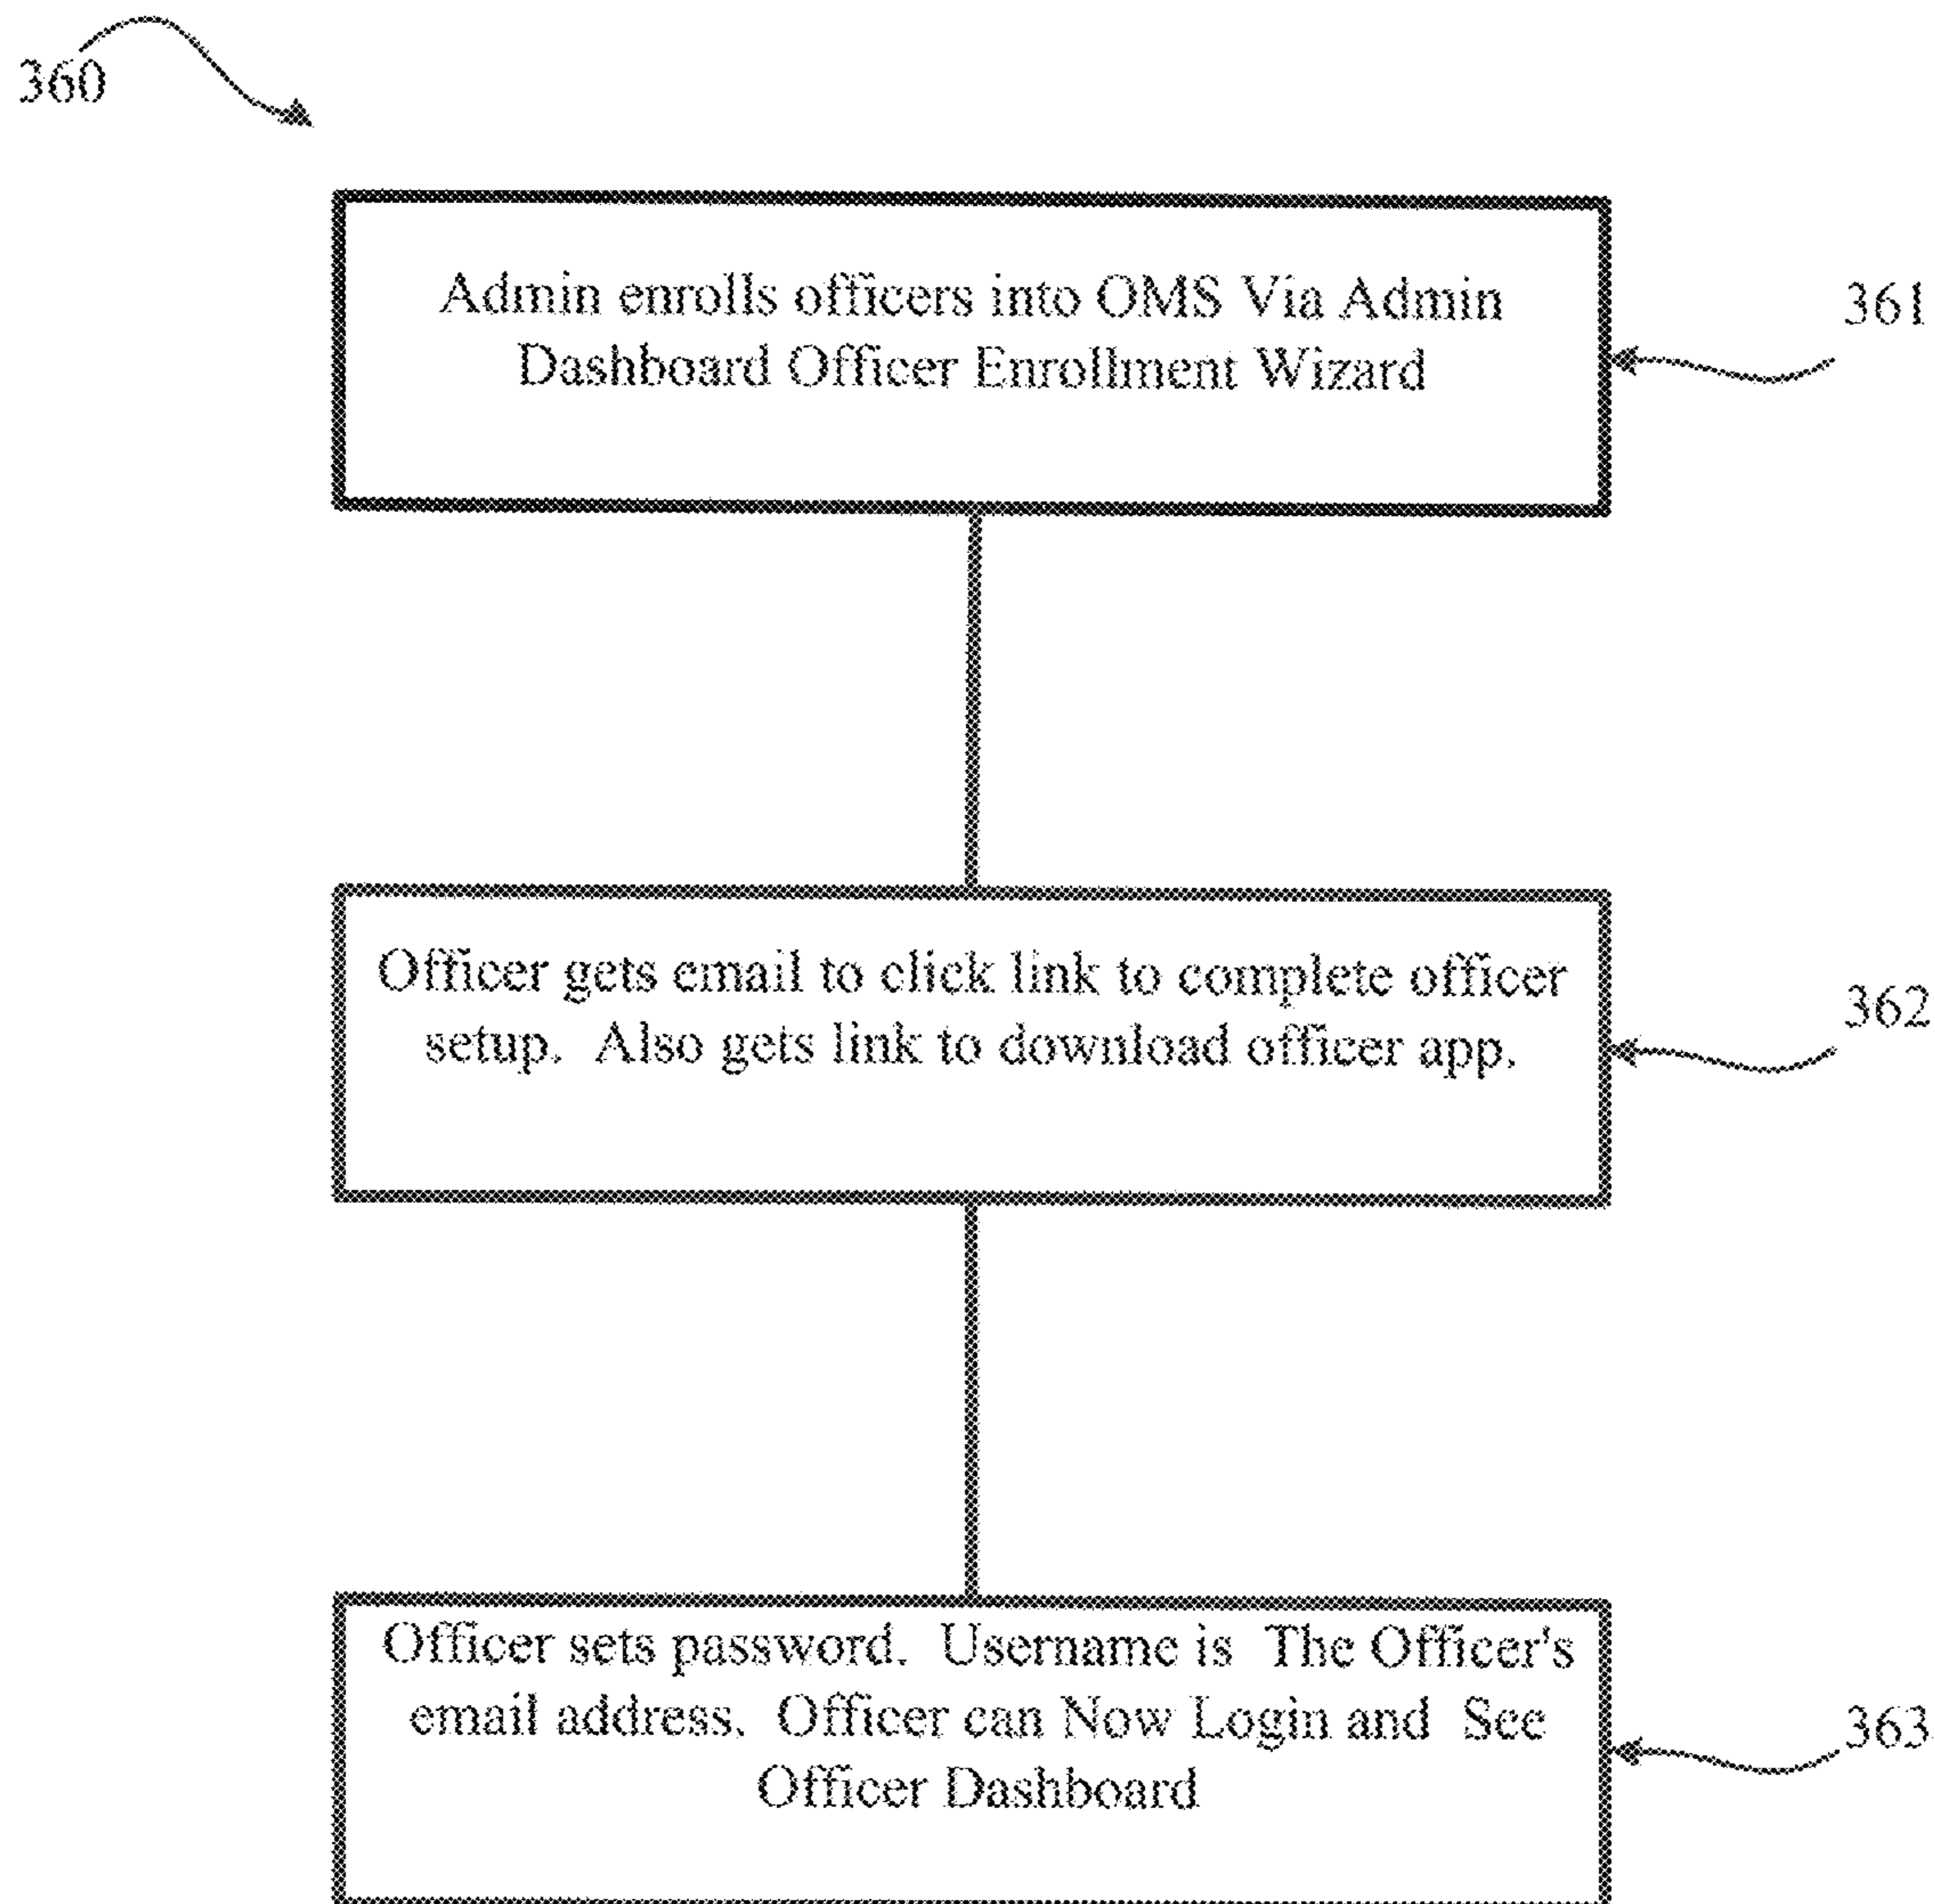 360
Admin enrolls officers into OMS Via Admin
361
Dashboard Officer Enrollment Wizard
Officer gets email to click link to complete officer
362
setup. Also gets link to download officer app.
Officer sets password. Username is The Officer's
email address. Officer can Now Login and See
363
Officer Dashboard